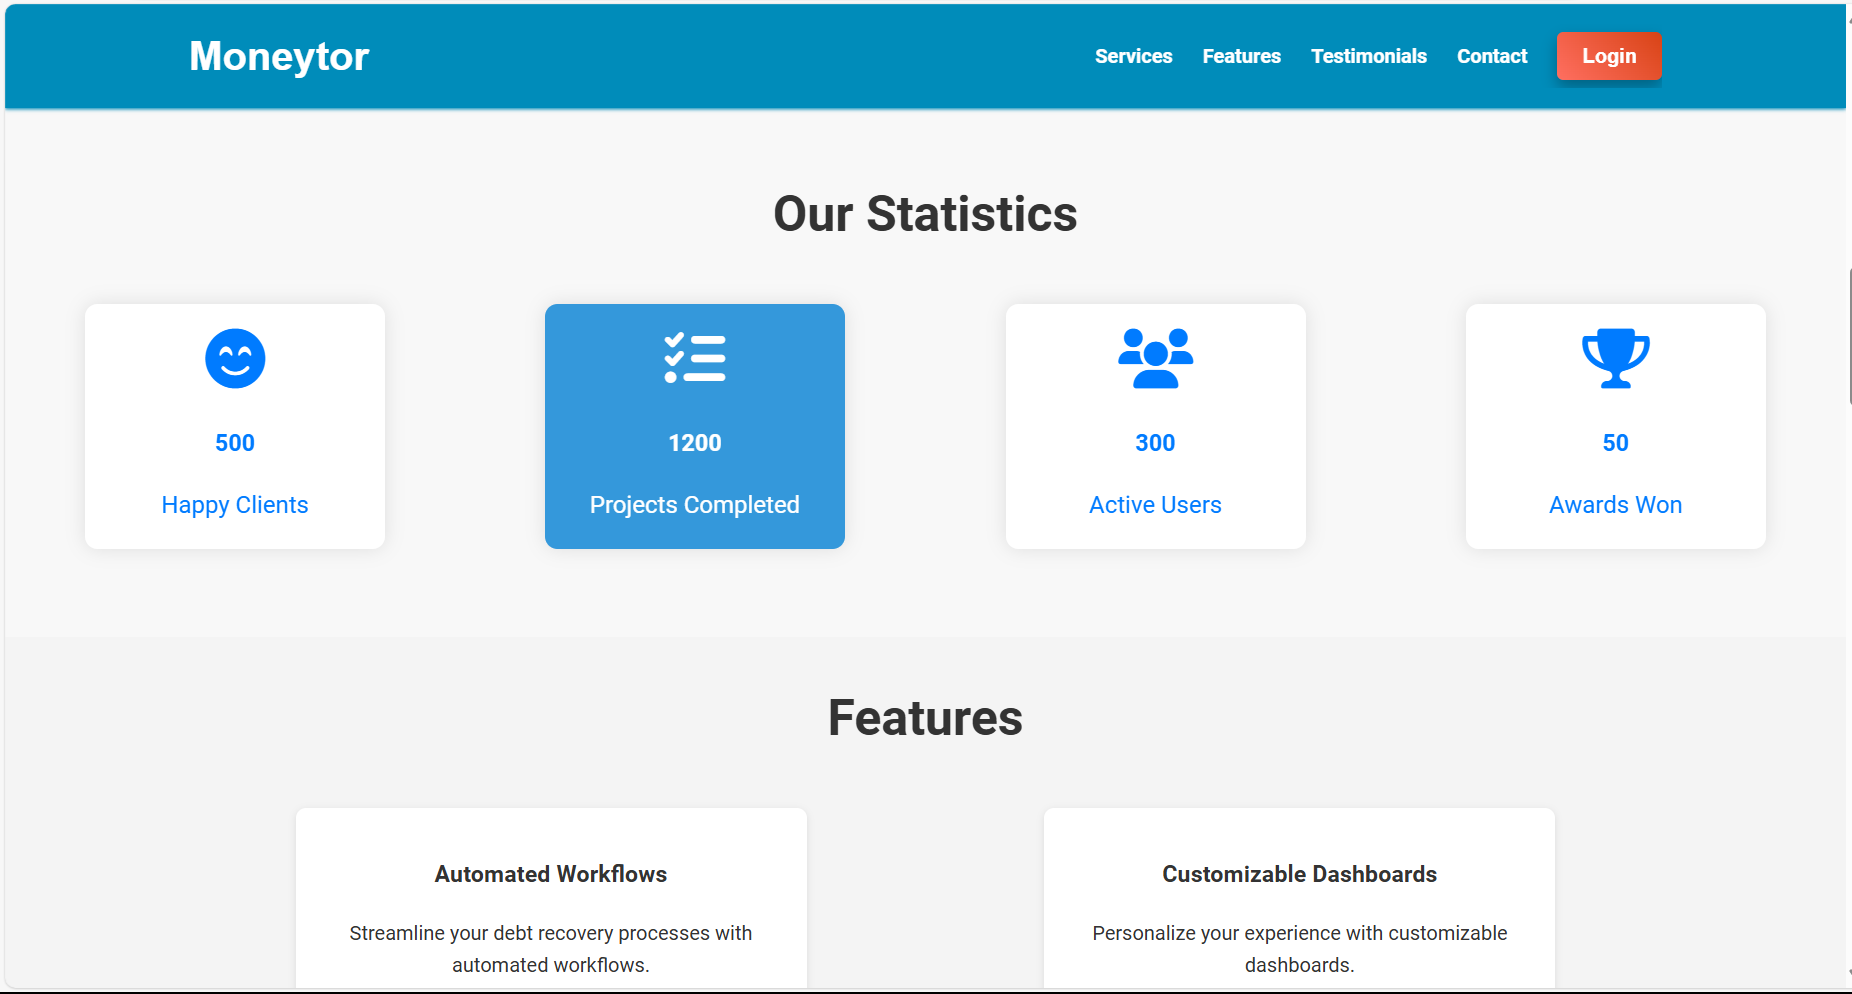 Moneytor
Services
Features
Testimonials
Contact
Login
Our Statistics
500
Happy Clients
1200
Projects Completed
300
Active Users
50
Awards Won
Features
Automated Workflows
Streamline your debt recovery processes with
automated workflows.
Customizable Dashboards
Personalize your experience with customizable
dashboards.